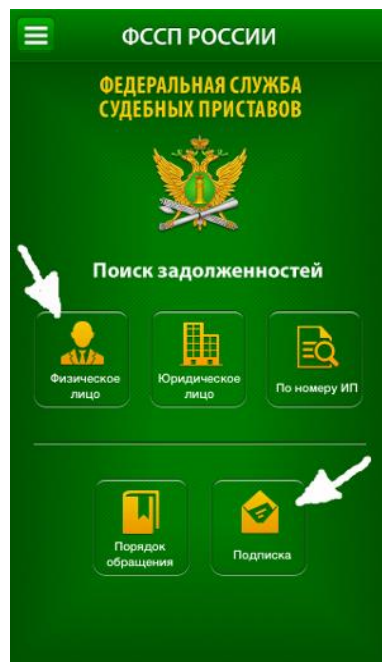 ФССП РОССИИ
ФЕДЕРАЛЬНАЯ СЛУЖБА
СУДЕБНЫХ ПРИСТАВОВ
Поиск задолженностей
Физическое
лицо
Юридическое
лицо
По номеру ИП
Порядок
обращения
Подписка